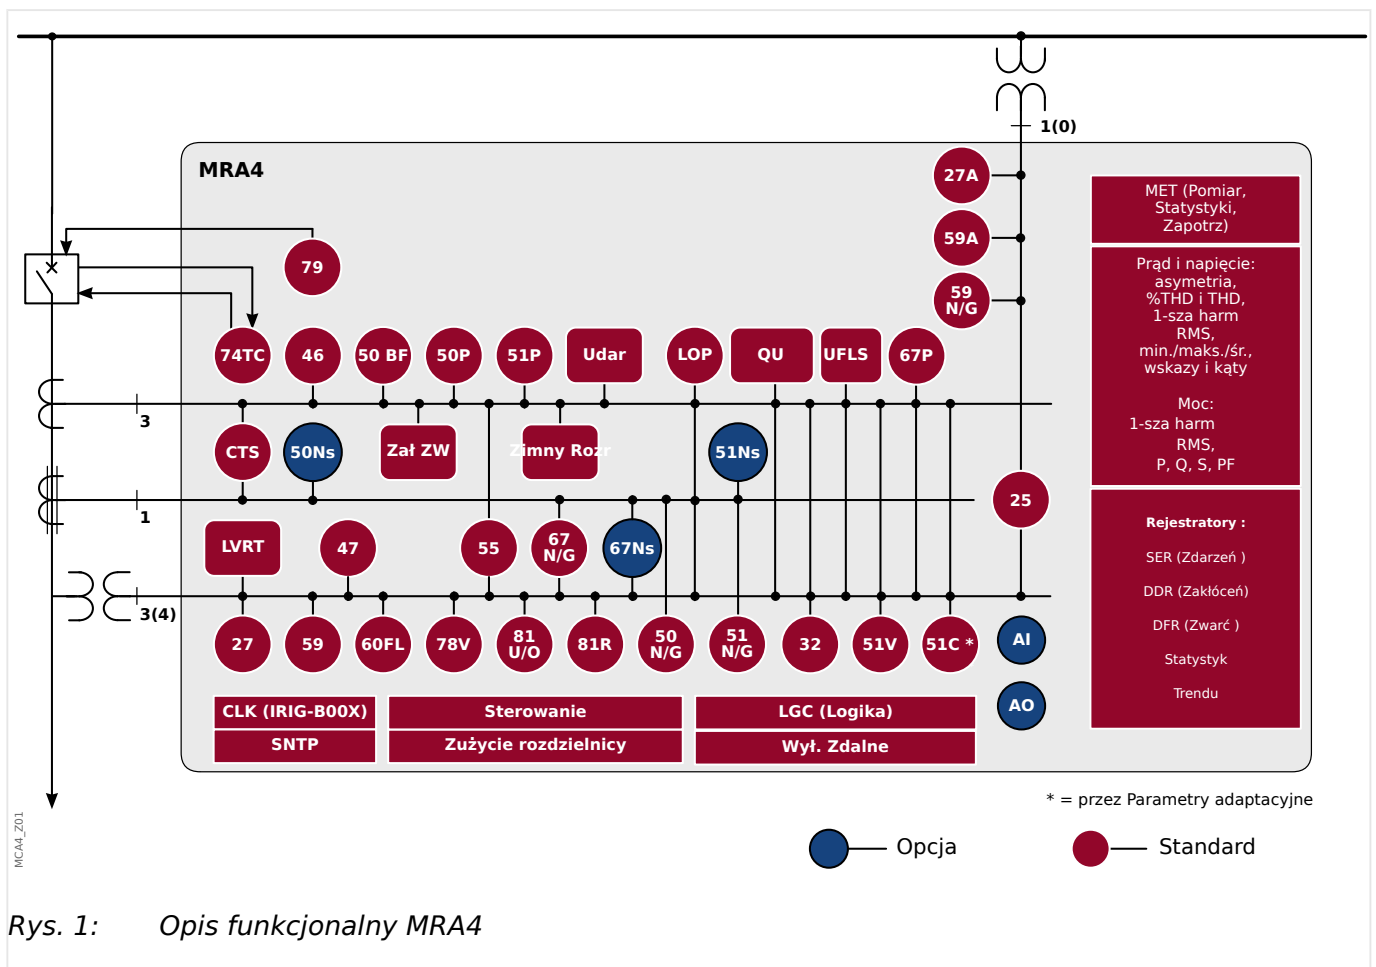 1(0)
MRA4
27A
59A
59
N/G
79
MET (Pomiar,
Statystyki,
Zapotrz)
Prąd i napięcie:
asymetria,
%THD i THD,
1-sza harm
RMS,
min./maks./śr.,
wskazy i kąty
Moc:
1-sza harm
RMS,
P, Q, S, PF
Rejestratory :
SER (Zdarzeń )
DDR (Zakłóceń)
DFR (Zwarć )
Statystyk
Trendu
74TC
46
50 BF
50P
51P
Udar
LOP
QU
UFLS
67P
3
CTS
50Ns
Zał ZW
Zimny Rozr
51Ns
25
1
LVRT
47
55
67
N/G
67Ns
3(4)
27
59
60FL
78V
81
U/O
81R
50
N/G
51
N/G
32
51V
51C *
AI
AO
CLK (IRIG-B00X)
SNTP
Sterowanie
Zużycie rozdzielnicy
LGC (Logika)
Wył. Zdalne
* = przez Parametry adaptacyjne
MCA4_Z01
Opcja
Standard
Rys. 1: Opis funkcjonalny MRA4